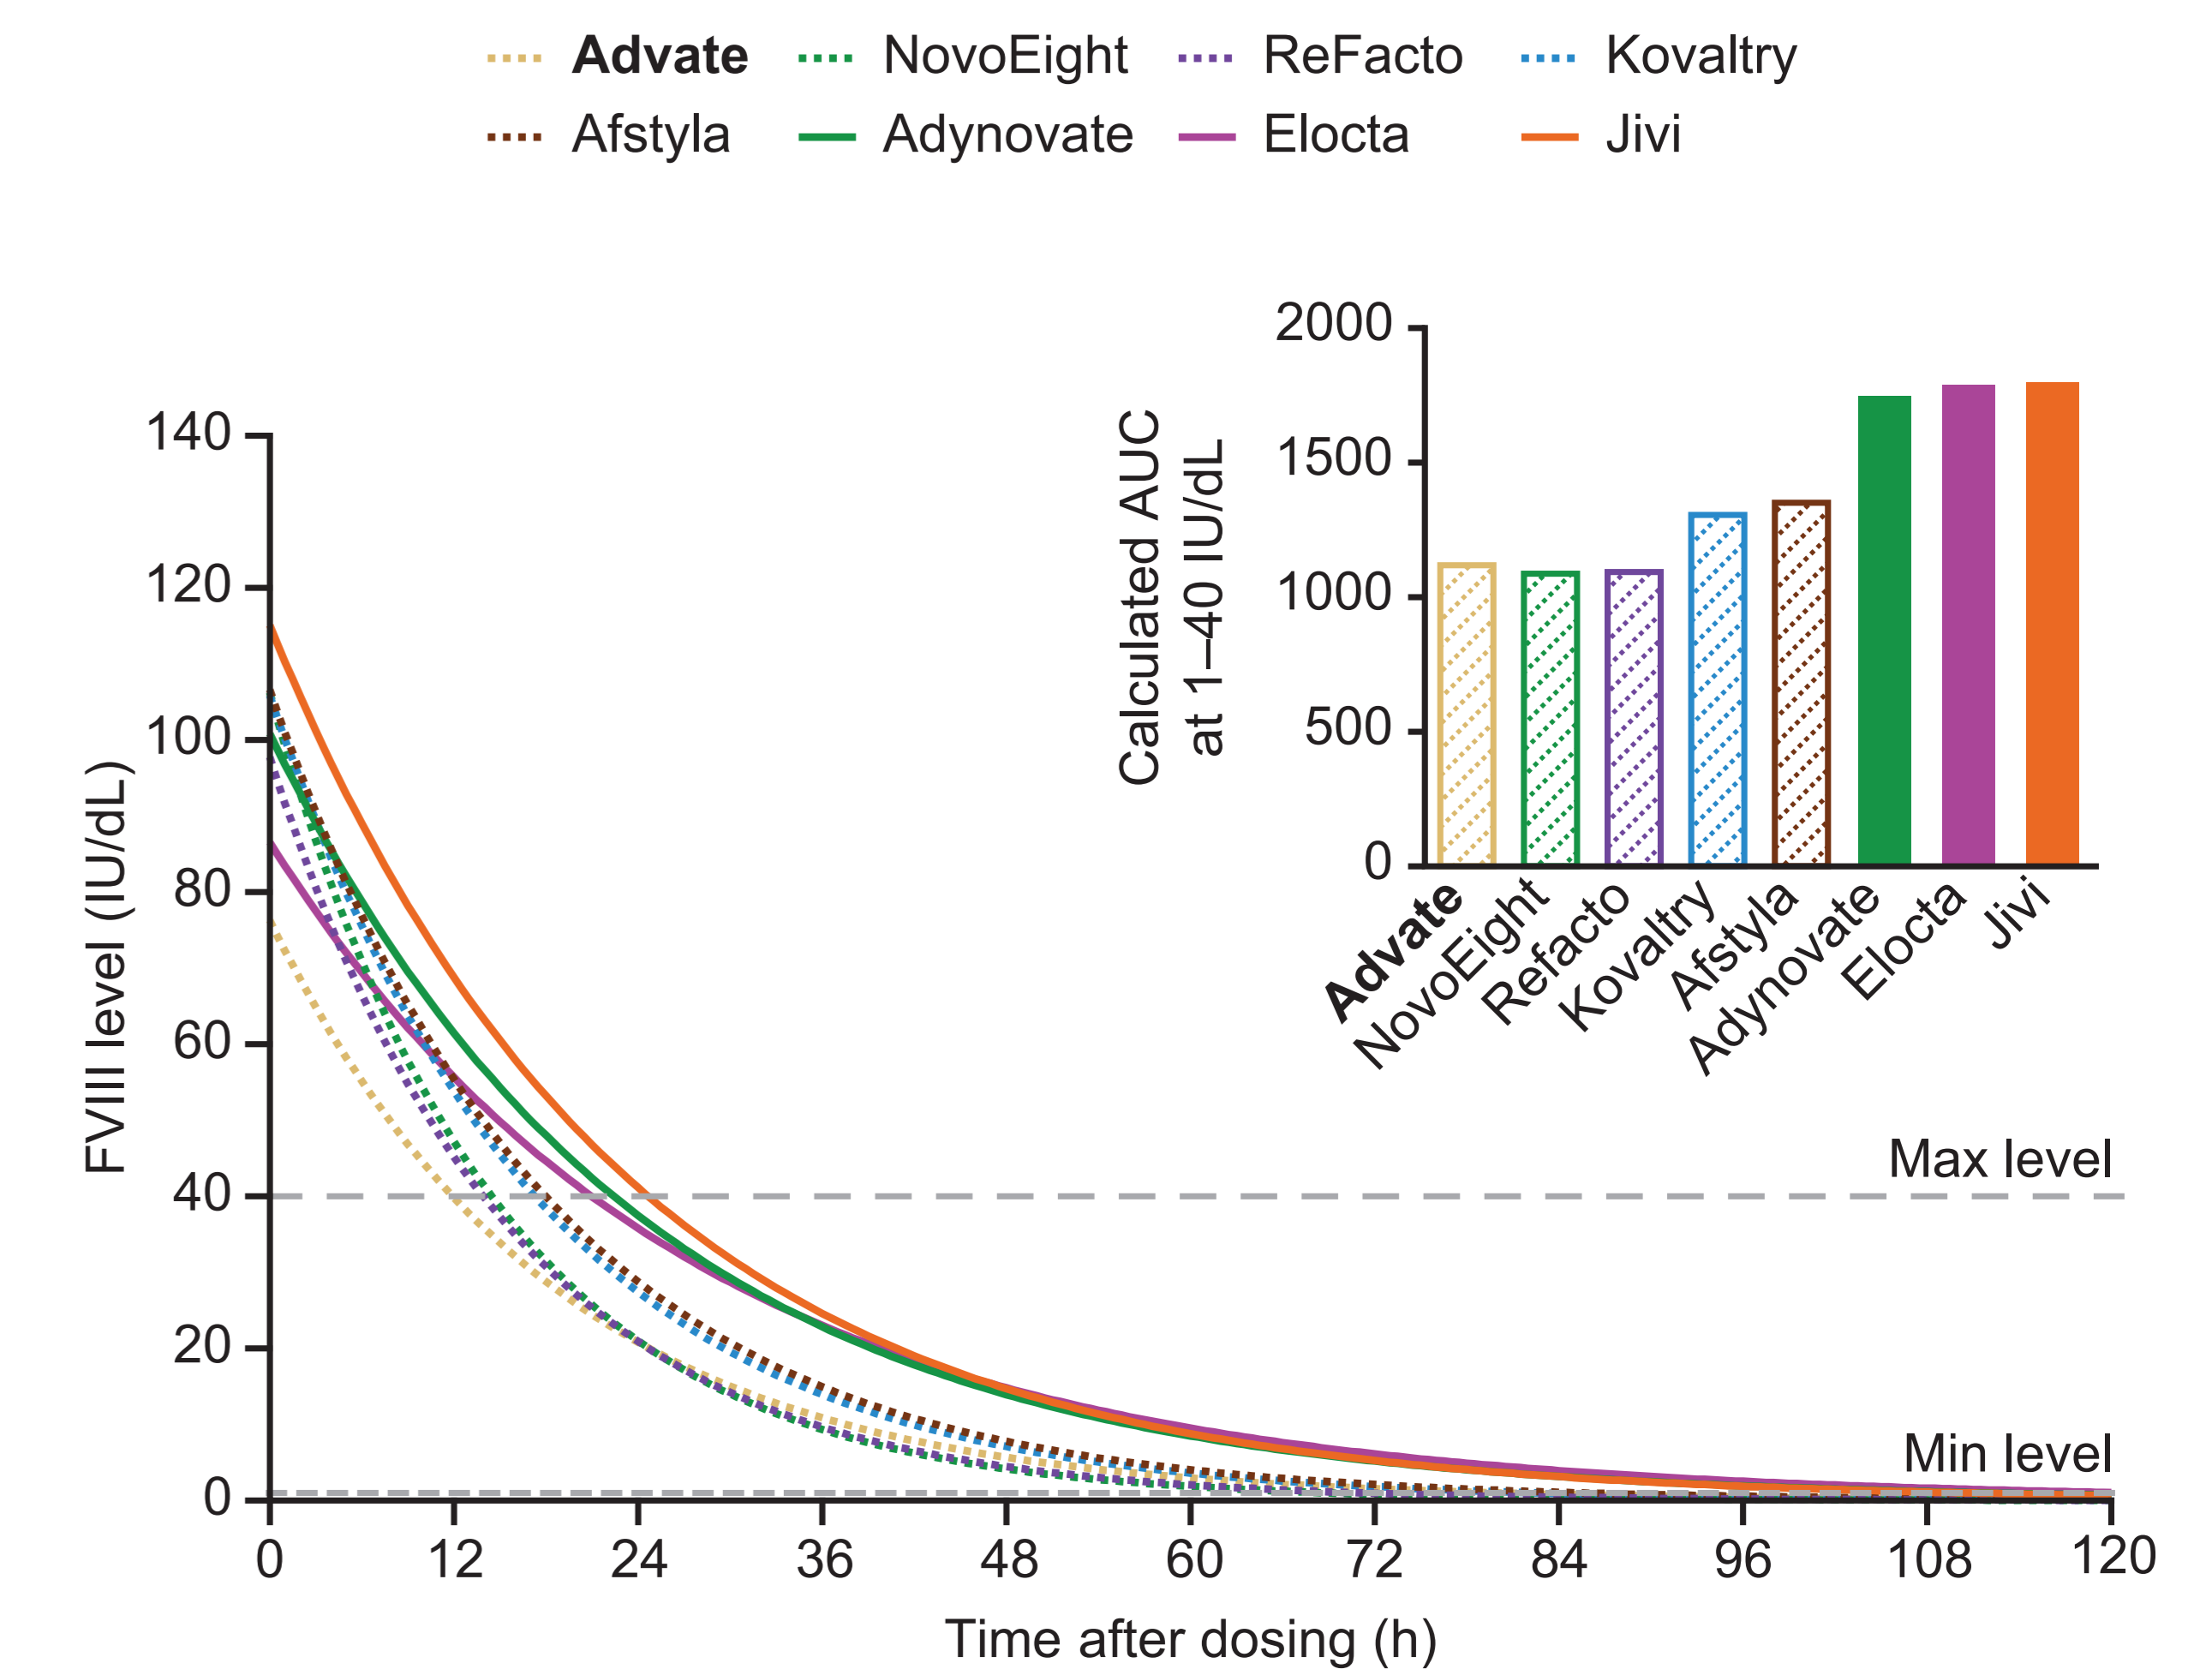 Advate NovoEight ReFacto Kovaltry
Afstyla Adynovate Elocta Jivi
Calculated AUC
at 1–40 IU/dL
2000
1500
1000
500
0
Advate
NovoEight
Refacto
Kovaltry
Afstyla
Adynovate
Elocta
Jivi
FVIII level (IU/dL)
140
120
100
80
60
40
20
0
Max level
Min level
0 12 24 36 48 60 72 84 96 108 120
Time after dosing (h)